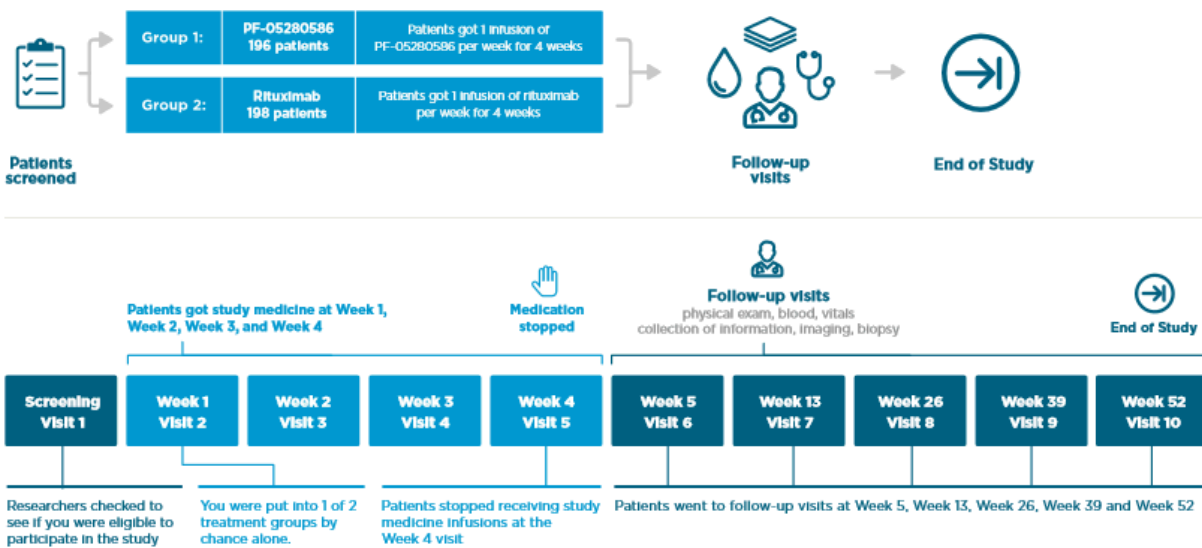 Patients
screened
Group 1:
PF-05280586
196 patients
Patients got 1 infusion of
PF-05280586 per week for 4 weeks
Group 2:
Rituximab
198 patients
Patients got 1 infusion of rituximab
per week for 4 weeks
Follow-up
visits
End of Study
Patients got study medicine at Week 1,
Week 2, Week 3, and Week 4
Medication
stopped
Follow-up visits
physical exam, blood, vitals
collection of information, imaging, biopsy
End of Study
Screening
Visit 1
Week 1
Visit 2
Week 2
Visit 3
Week 3
Visit 4
Week 4
Visit 5
Week 5
Visit 6
Week 13
Visit 7
Week 26
Visit 8
Week 39
Visit 9
Week 52
Visit 10
Researchers checked to
see if you were eligible to
participate in the study
You were put into 1 of 2
treatment groups by
chance alone.
Patients stopped receiving study
medicine infusions at the
Week 4 visit
Patients went to follow-up visits at Week 5, Week 13, Week 26, Week 39 and Week 52